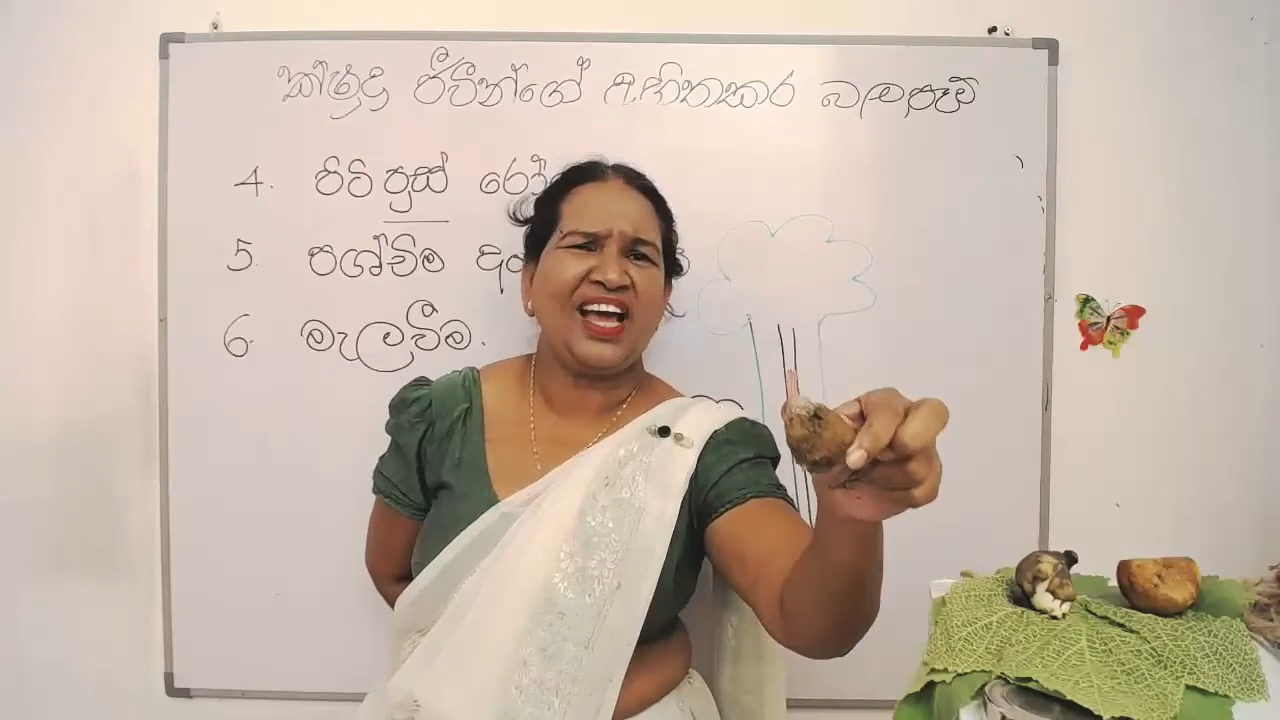 ක්ෂුද්‍ර ජීවීන්ගේ අහිතකර බලපෑම්
4. පිටි පුස්
5. පශ්චිම
6. මැලවීම.